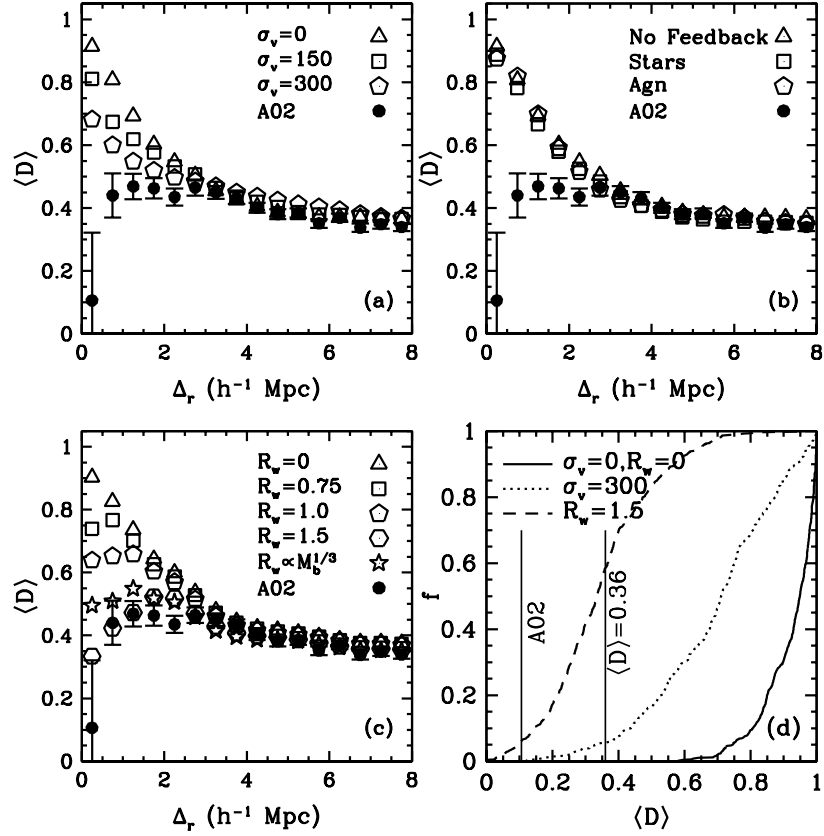 1
0.8
0.6
0.4
0.2
0
⟨D⟩
σv=0
σv=150
σv=300
A02
(a)
0 2 4 6 8
Δr (h⁻¹ Mpc)
1
0.8
0.6
0.4
0.2
0
⟨D⟩
No Feedback
Stars
Agn
A02
(b)
0 2 4 6 8
Δr (h⁻¹ Mpc)
1
0.8
0.6
0.4
0.2
0
⟨D⟩
Rw=0
Rw=0.75
Rw=1.0
Rw=1.5
Rw∝Mb^1/3
A02
(c)
0 2 4 6 8
Δr (h⁻¹ Mpc)
1
0.8
0.6
0.4
0.2
0
f
σv=0,Rw=0
σv=300
Rw=1.5
A02
⟨D⟩=0.36
(d)
0 0.2 0.4 0.6 0.8 1
⟨D⟩